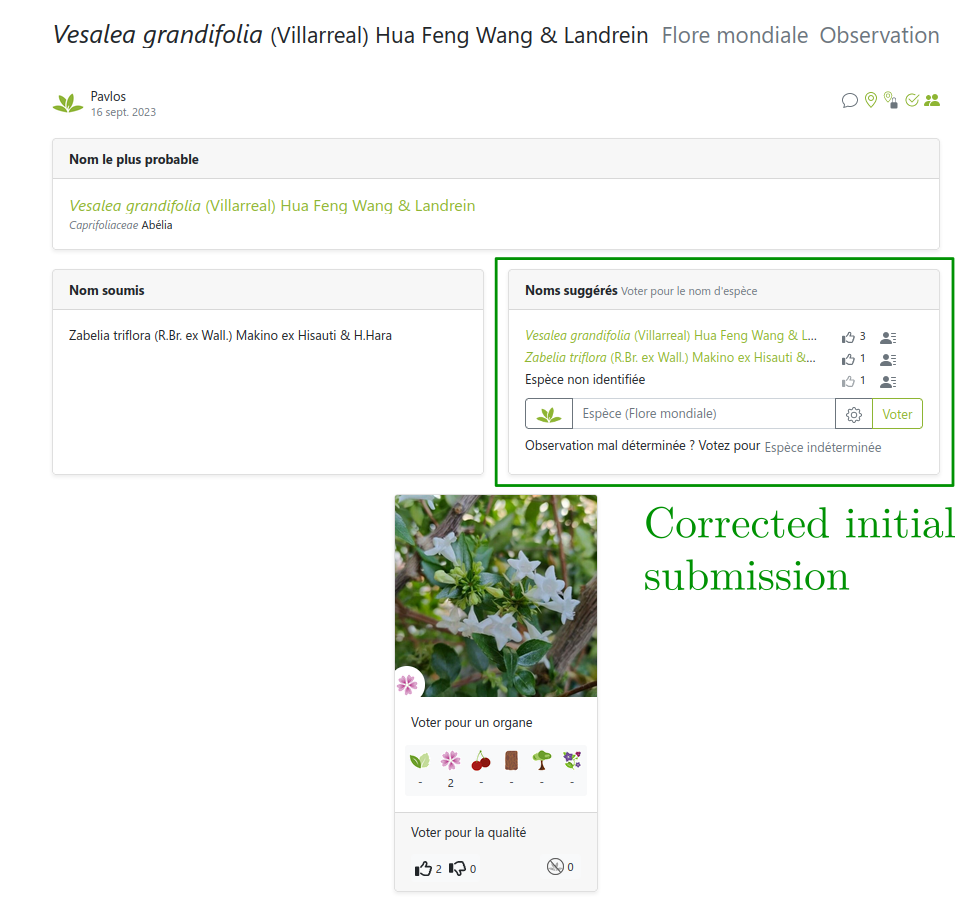 Vesalea grandifolia (Villarreal) Hua Feng Wang & Landrein Flore mondiale Observation
Pavlos
16 sept. 2023
Nom le plus probable
Vesalea grandifolia (Villarreal) Hua Feng Wang & Landrein
Caprifoliaceae Abélia
Nom soumis
Zabelia triflora (R.Br. ex Wall.) Makino ex Hisauti & H.Hara
Noms suggérés Voter pour le nom d'espèce
Vesalea grandifolia (Villarreal) Hua Feng Wang & L... 3
Zabelia triflora (R.Br. ex Wall.) Makino ex Hisauti &... 1
Espèce non identifiée 1
Espèce (Flore mondiale) Voter
Observation mal déterminée ? Votez pour Espèce indéterminée
Corrected initial
submission
Voter pour un organe
- 2 - - - -
Voter pour la qualité
2 0 0